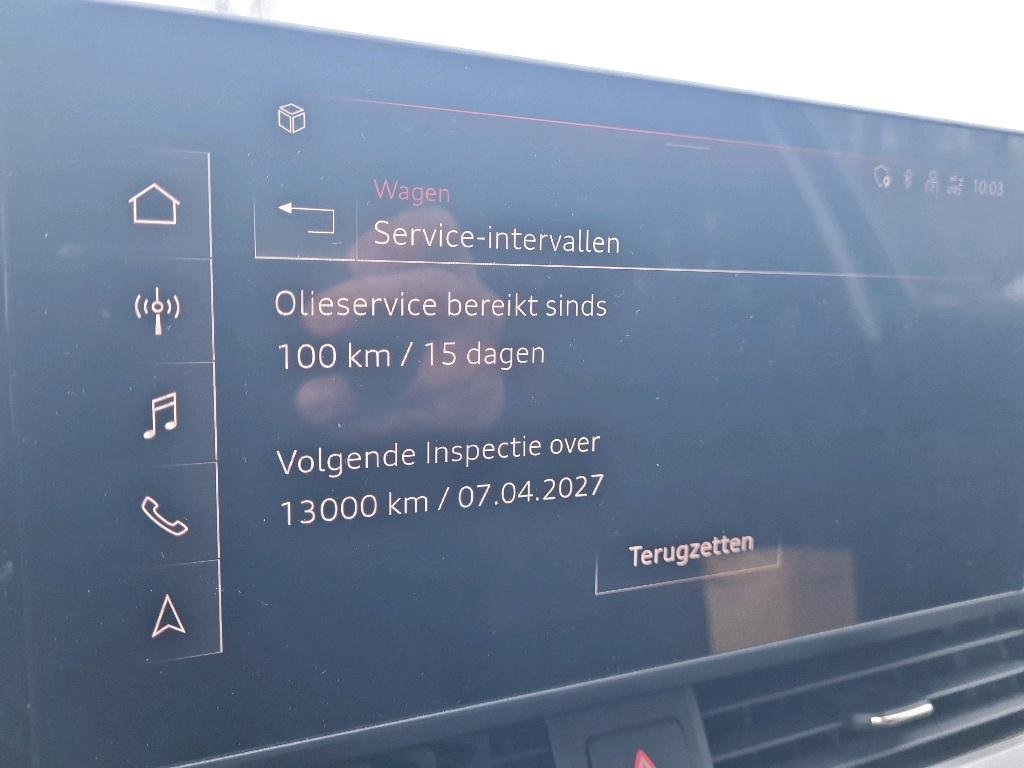 10:03
Wagen
Service-intervallen
Olieservice bereikt sinds
100 km / 15 dagen
Volgende Inspectie over
13000 km / 07.04.2027
Terugzetten